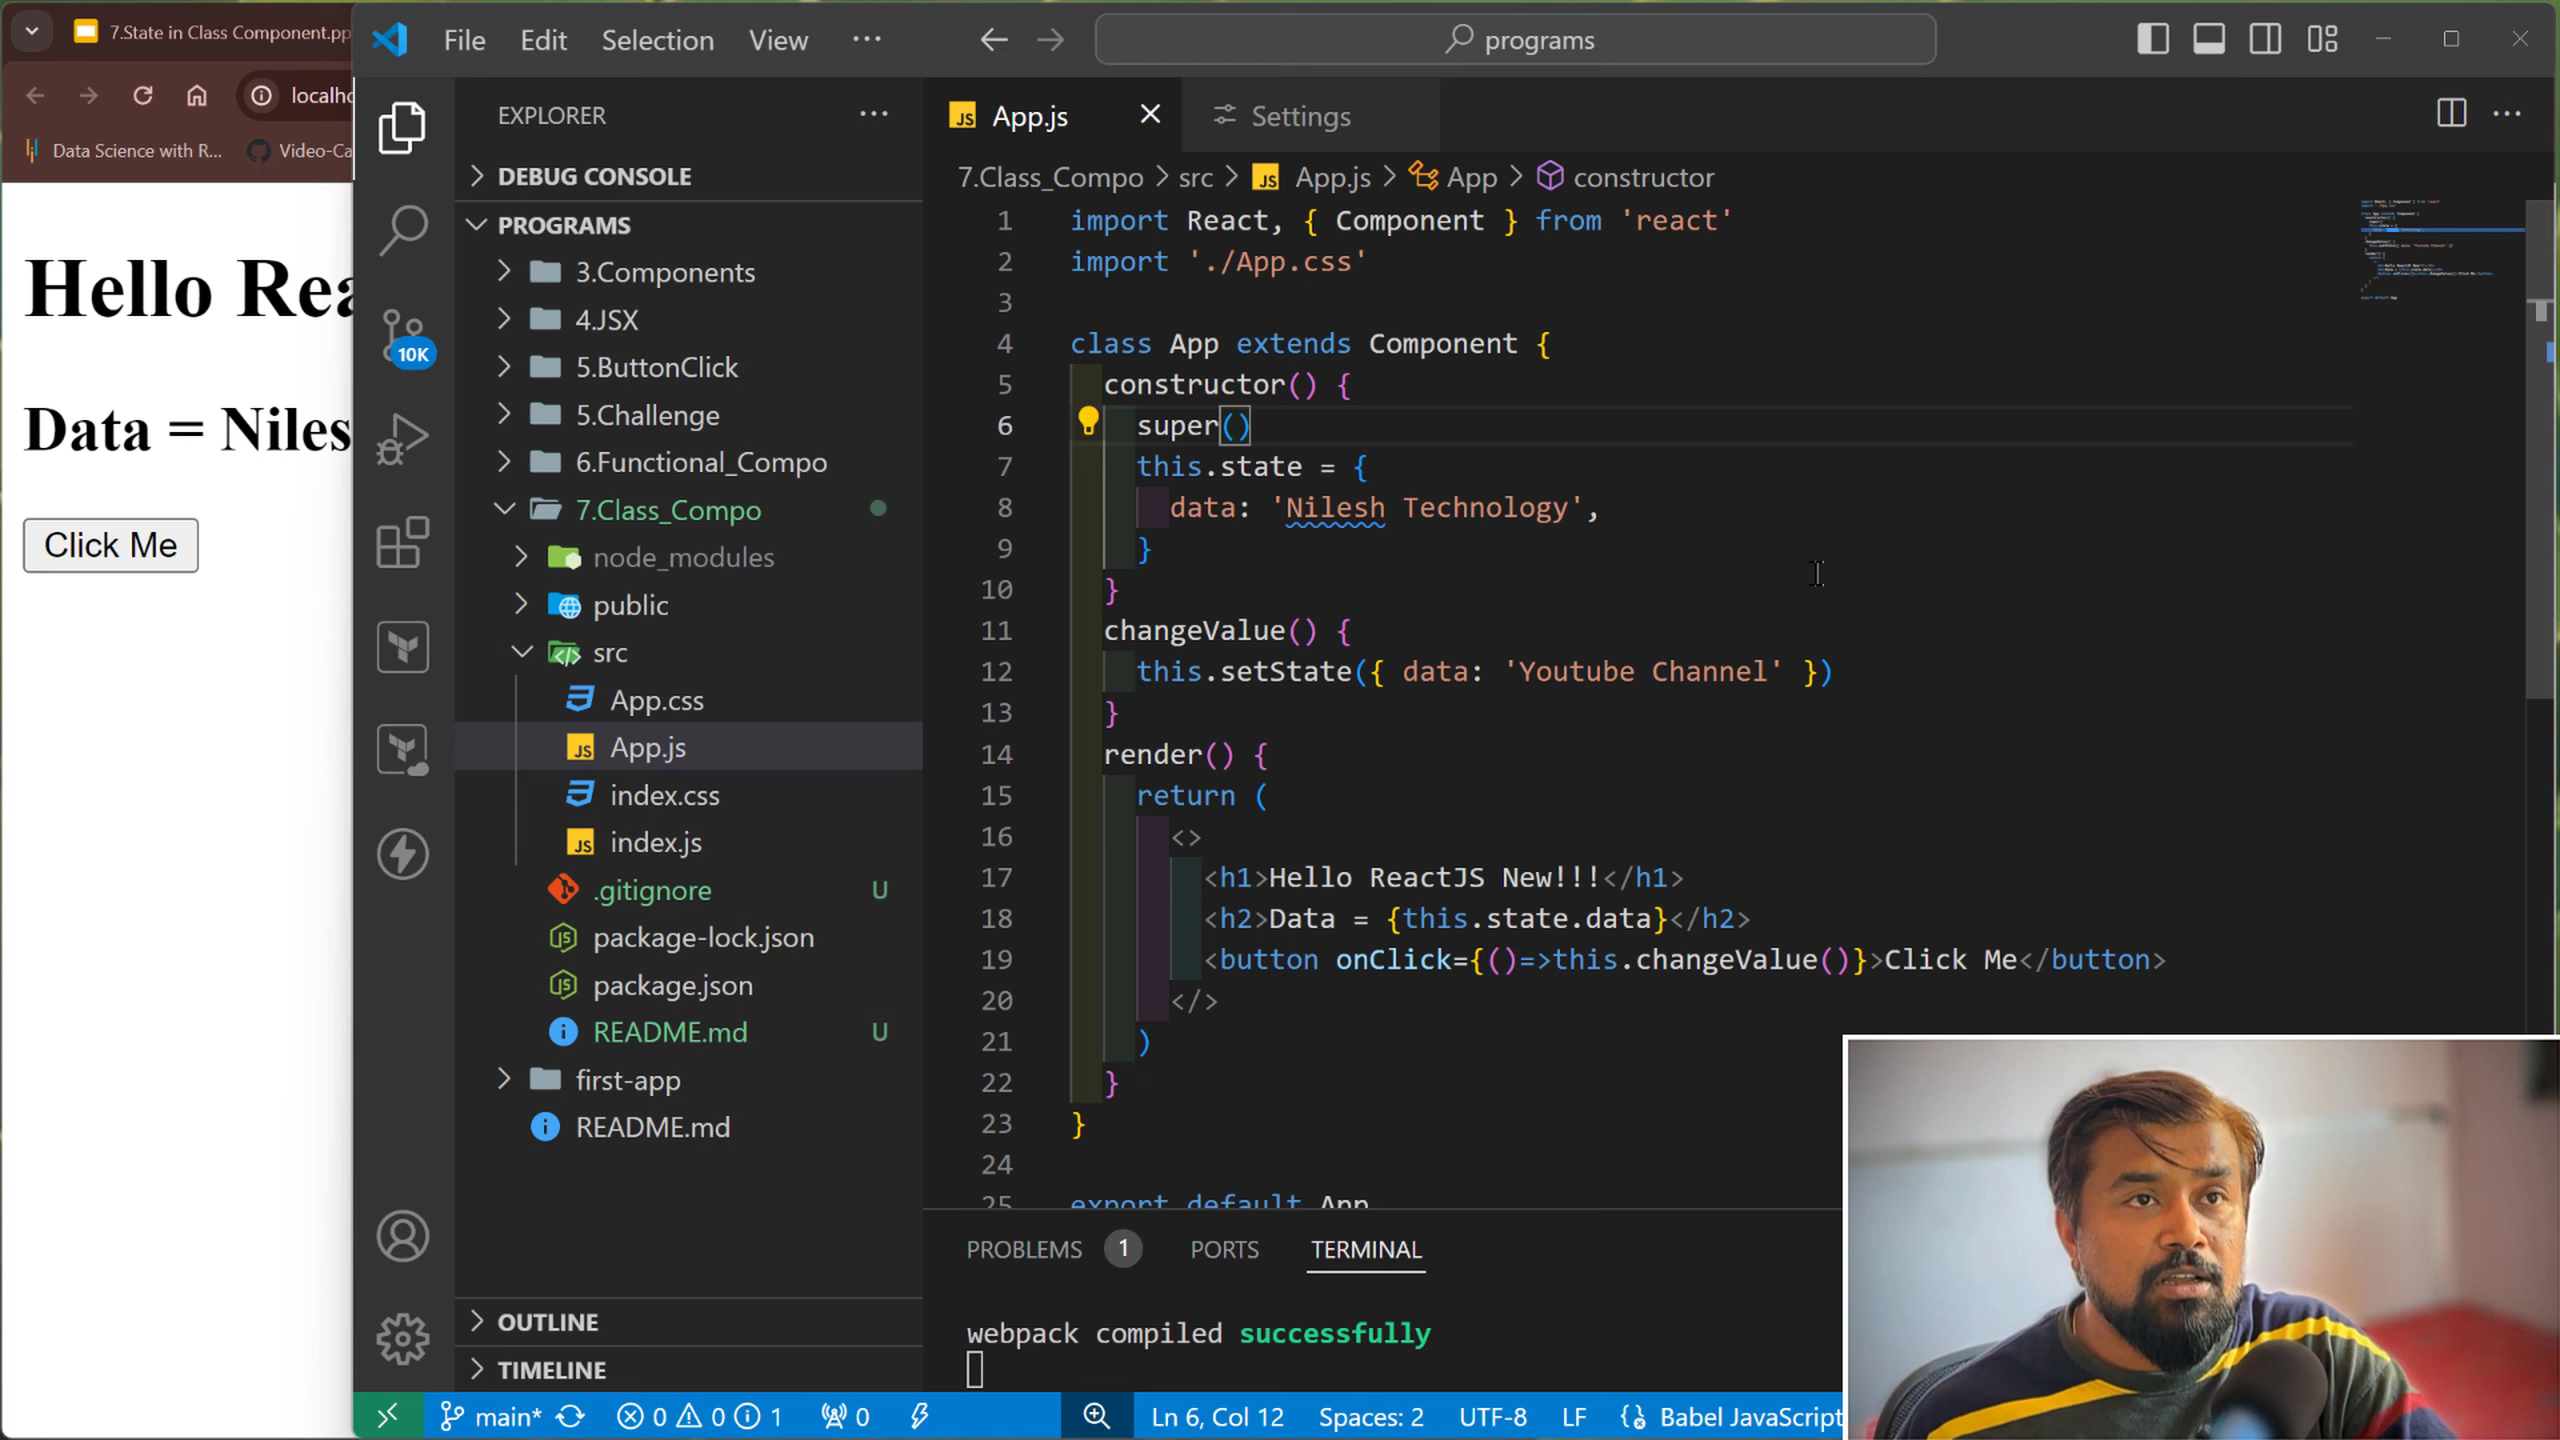 7.State in Class Component.pp
localho
Data Science with R...
Video-Ca
Hello Rea
Data = Niles
Click Me
File Edit Selection View ...
programs
EXPLORER
DEBUG CONSOLE
PROGRAMS
3.Components
4.JSX
5.ButtonClick
5.Challenge
6.Functional_Compo
7.Class_Compo
node_modules
public
src
App.css
App.js
index.css
index.js
.gitignore U
package-lock.json
package.json
README.md U
first-app
README.md
OUTLINE
TIMELINE
10K
App.js
Settings
7.Class_Compo > src > JS App.js > App > constructor
1 import React, { Component } from 'react'
2 import './App.css'
3
4 class App extends Component {
5 constructor() {
6 super()
7 this.state = {
8 data: 'Nilesh Technology',
9 }
10 }
11 changeValue() {
12 this.setState({ data: 'Youtube Channel' })
13 }
14 render() {
15 return (
16 <>
17 <h1>Hello ReactJS New!!!</h1>
18 <h2>Data = {this.state.data}</h2>
19 <button onClick={()=>this.changeValue()}>Click Me</button>
20 </>
21 )
22 }
23 }
24
25 export default App
PROBLEMS 1 PORTS TERMINAL
webpack compiled successfully
main* 0 0 1 0 Ln 6, Col 12 Spaces: 2 UTF-8 LF Babel JavaScript